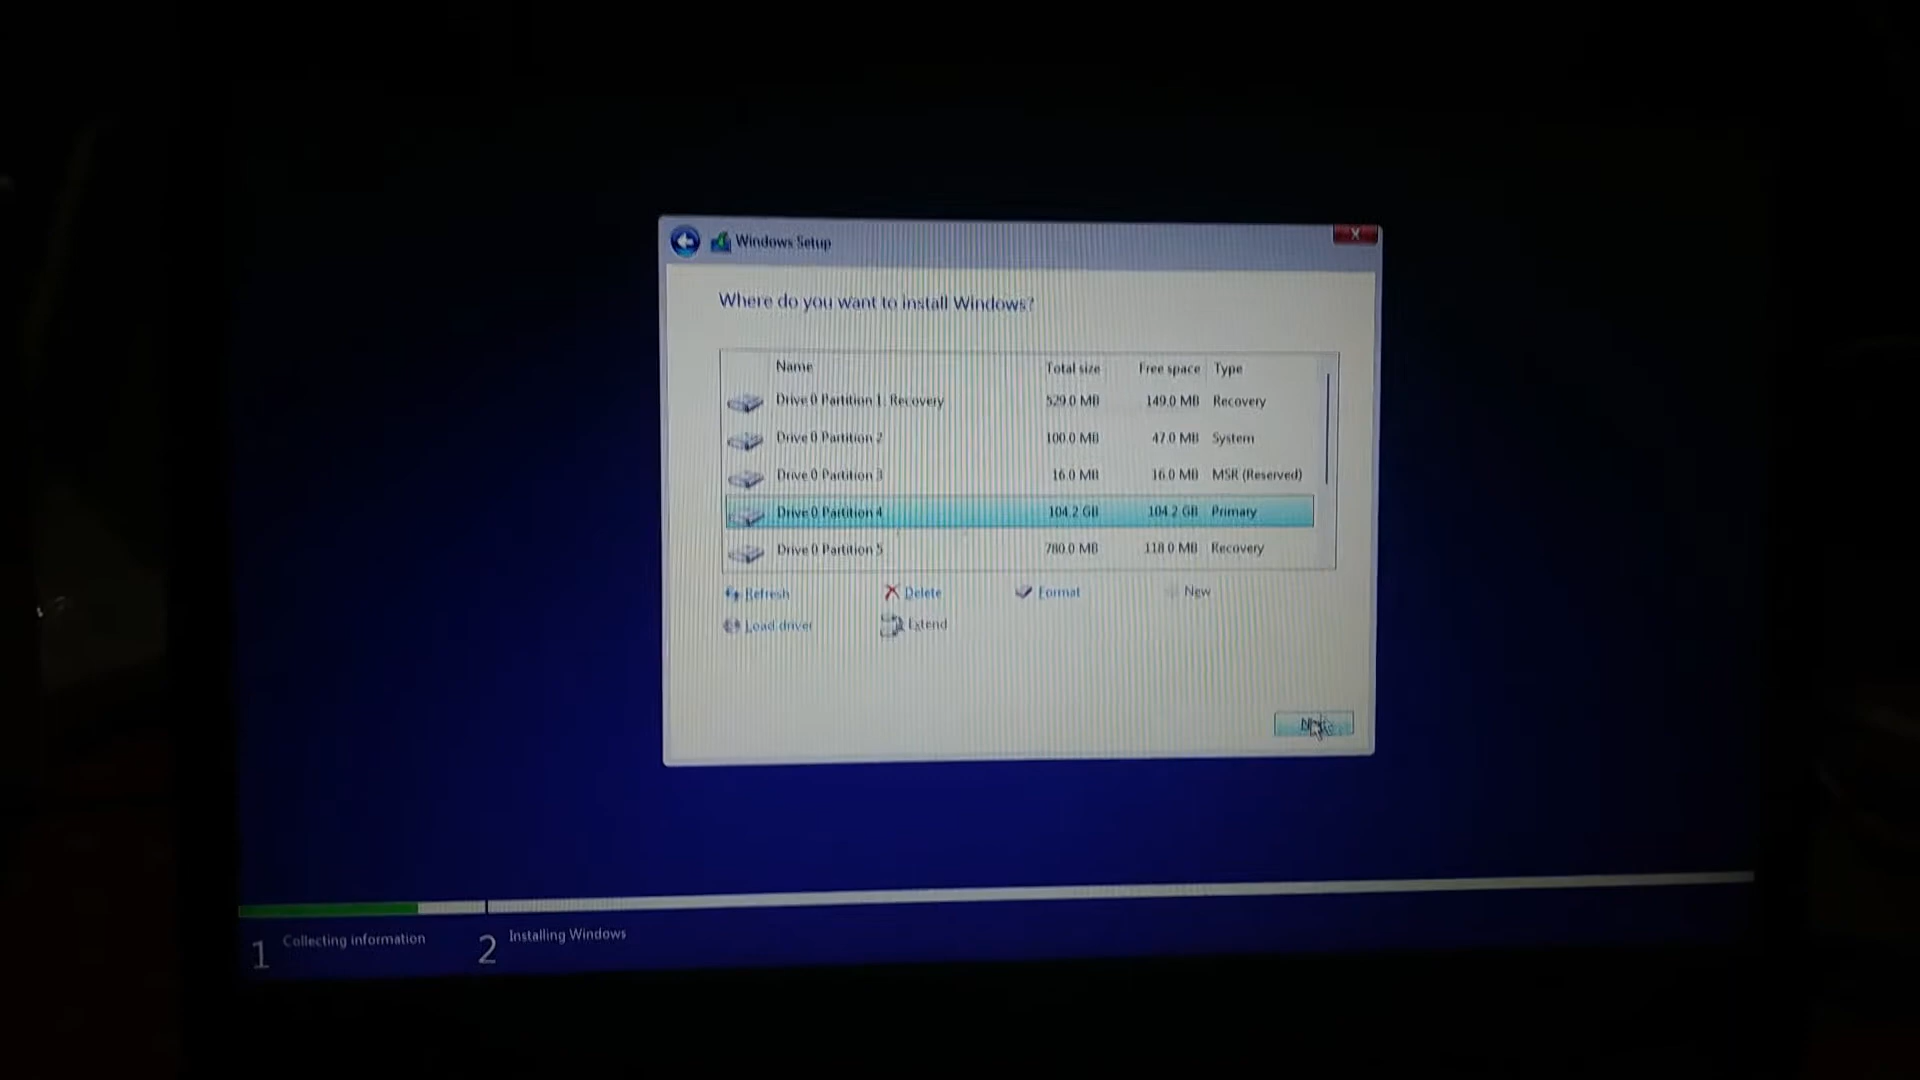 Windows Setup
X
Where do you want to install Windows?
Name Total size Free space Type
Drive 0 Partition 1: Recovery 529.0 MB 149.0 MB Recovery
Drive 0 Partition 2 100.0 MB 47.0 MB System
Drive 0 Partition 3 16.0 MB 16.0 MB MSR (Reserved)
Drive 0 Partition 4 104.2 GB 104.2 GB Primary
Drive 0 Partition 5 780.0 MB 118.0 MB Recovery
Refresh Delete Format New
Load driver Extend
1 Collecting information 2 Installing Windows